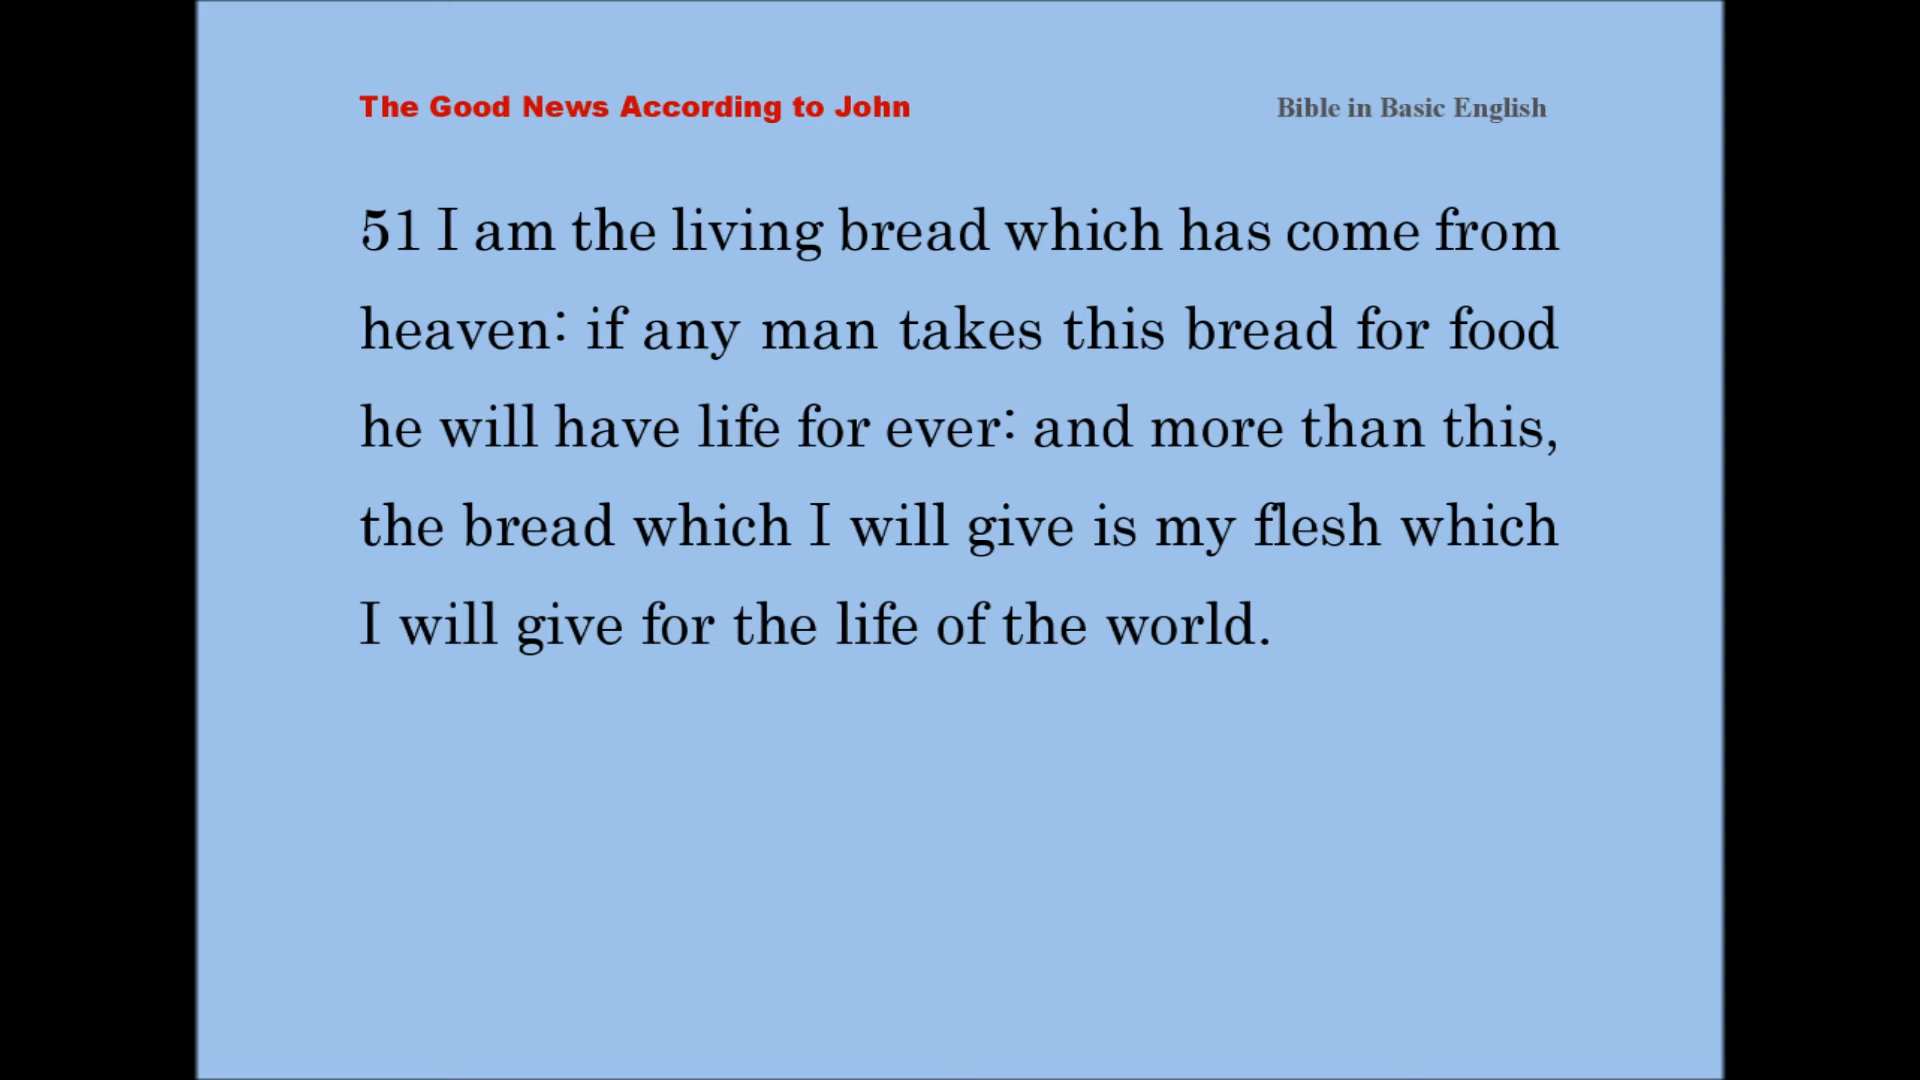 The Good News According to John Bible in Basic English
51 I am the living bread which has come from
heaven: if any man takes this bread for food
he will have life for ever: and more than this,
the bread which I will give is my flesh which
I will give for the life of the world.